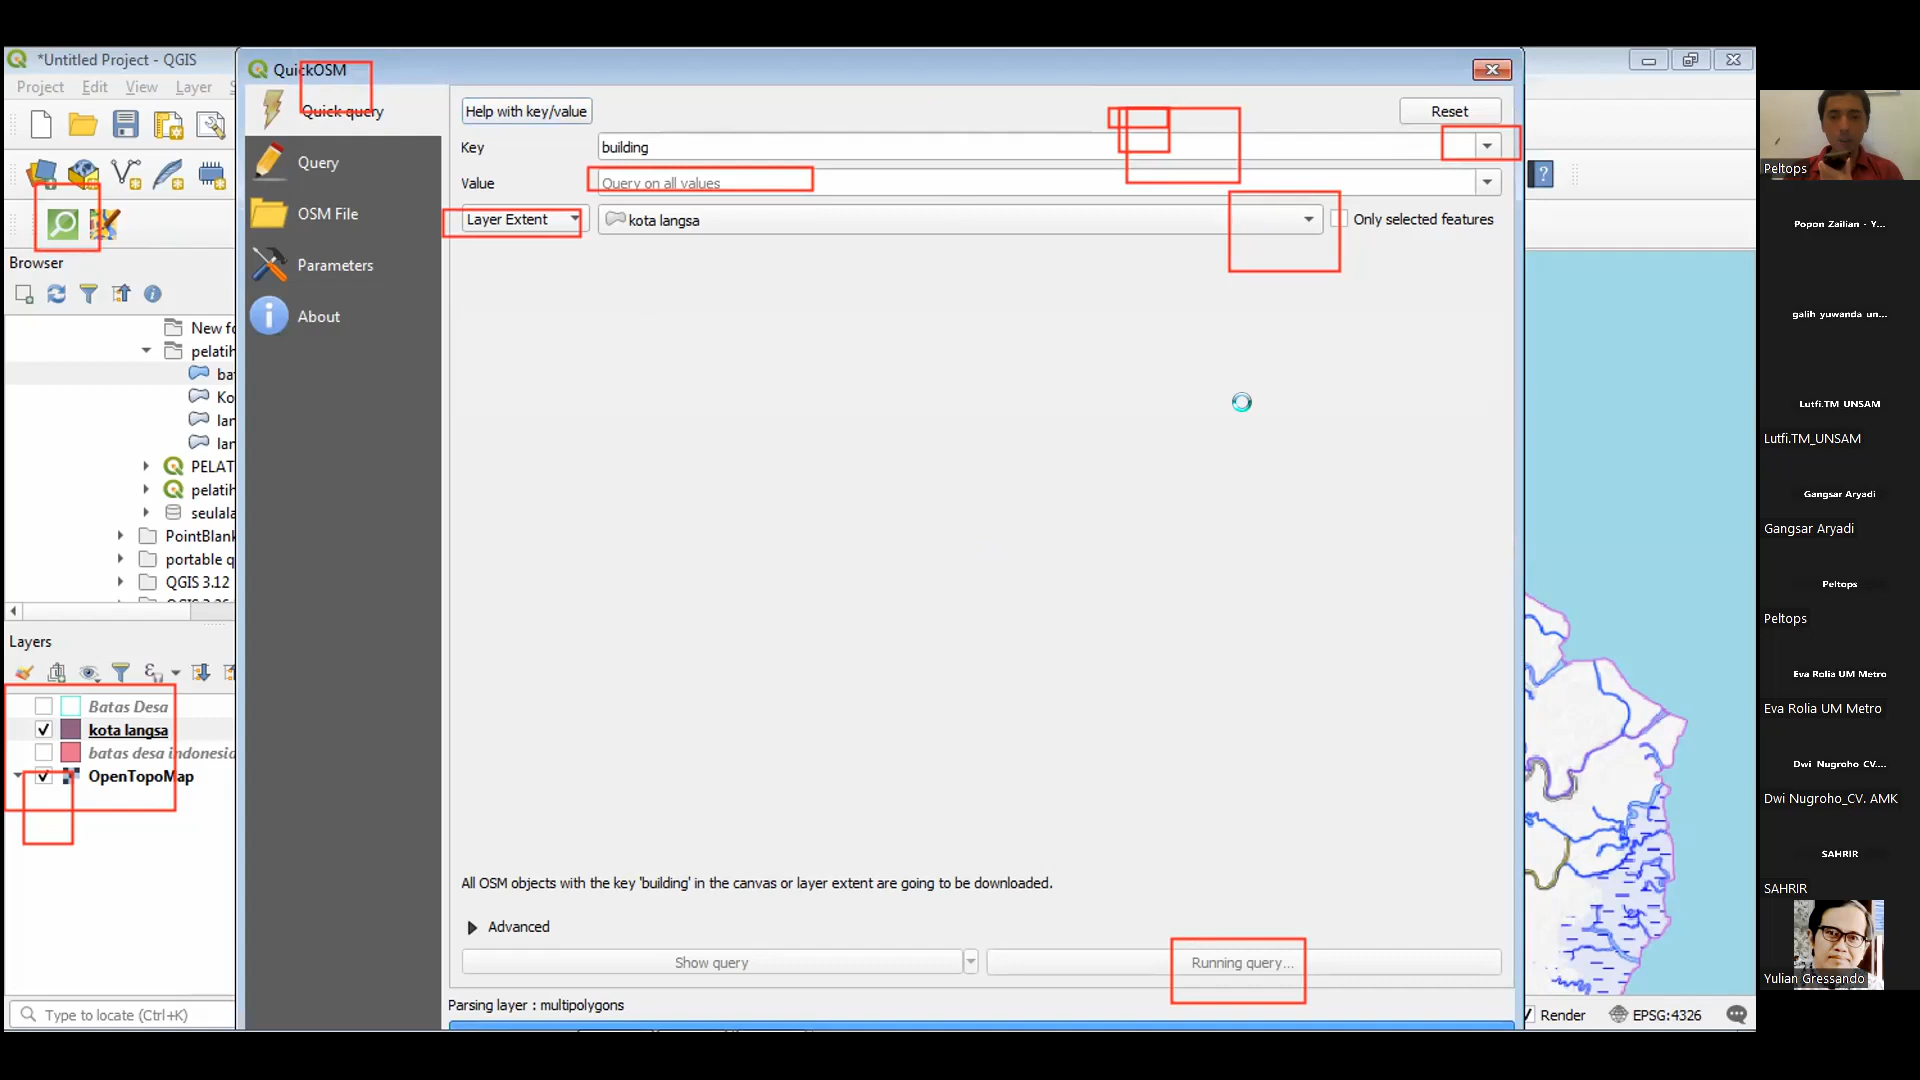 *Untitled Project - QGIS
Project Edit View Layer
QuickOSM
Quick query
Query
OSM File
Parameters
About
Help with key/value
Reset
Key
building
Value
Query on all values
Layer Extent
kota langsa
Only selected features
Browser
New fo
pelatih
bat
Ko
lan
lan
PELAT
pelatih
seulala
PointBlank
portable q
QGIS 3.12
Layers
Batas Desa
kota langsa
batas desa indonesia
OpenTopoMap
Type to locate (Ctrl+K)
All OSM objects with the key 'building' in the canvas or layer extent are going to be downloaded.
Advanced
Show query
Running query...
Parsing layer : multipolygons
Render
EPSG:4326
Peltops
Popon Zailian - Y...
galih yuwanda un...
Lutfi.TM UNSAM
Lutfi.TM_UNSAM
Gangsar Aryadi
Gangsar Aryadi
Peltops
Peltops
Eva Rolia UM Metro
Eva Rolia UM Metro
Dwi Nugroho CV....
Dwi Nugroho_CV. AMK
SAHRIR
SAHRIR
Yulian Gressando